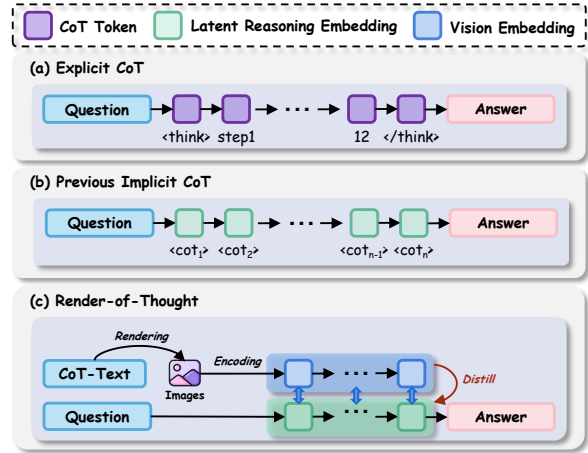 CoT Token Latent Reasoning Embedding Vision Embedding
(a) Explicit CoT
Question ··· Answer
<think> step1 12 </think>
(b) Previous Implicit CoT
Question ··· Answer
<cot₁> <cot₂> <cotₙ₋₁> <cotₙ>
(c) Render-of-Thought
Rendering
CoT-Text Encoding ··· Distill
Images
Question ··· Answer